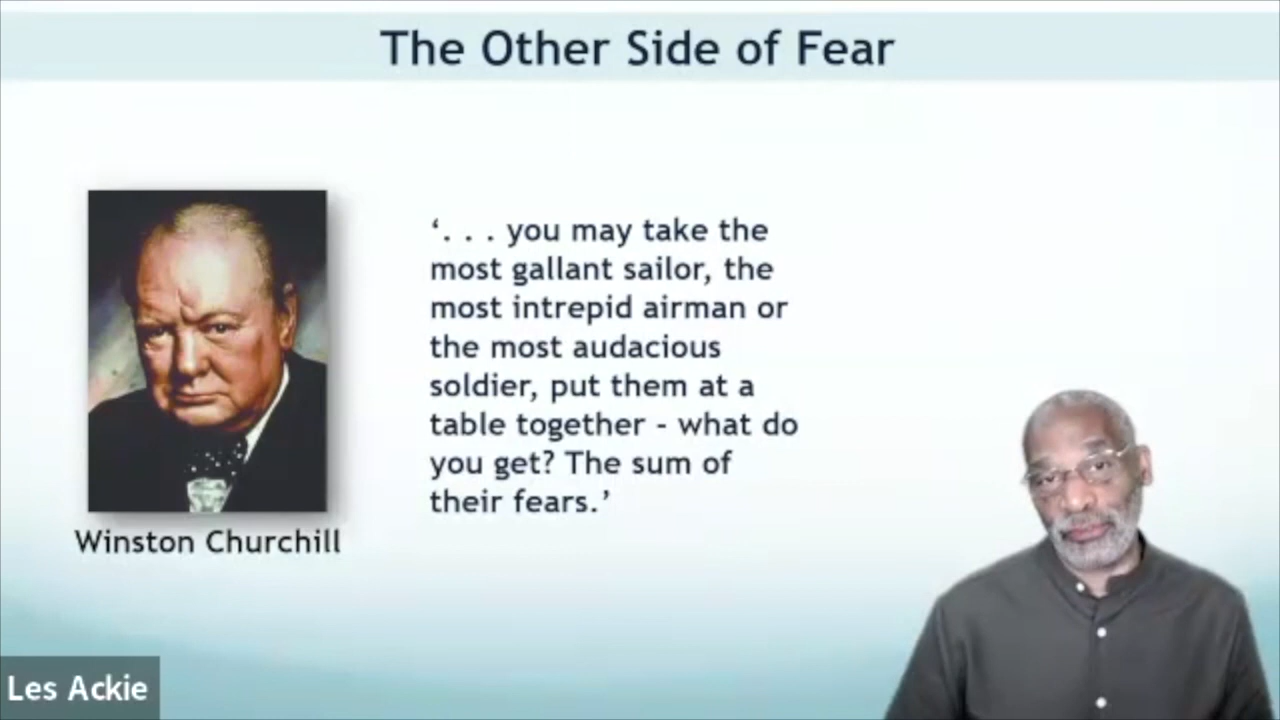 The Other Side of Fear
‘. . . you may take the
most gallant sailor, the
most intrepid airman or
the most audacious
soldier, put them at a
table together - what do
you get? The sum of
their fears.’
Winston Churchill
Les Ackie